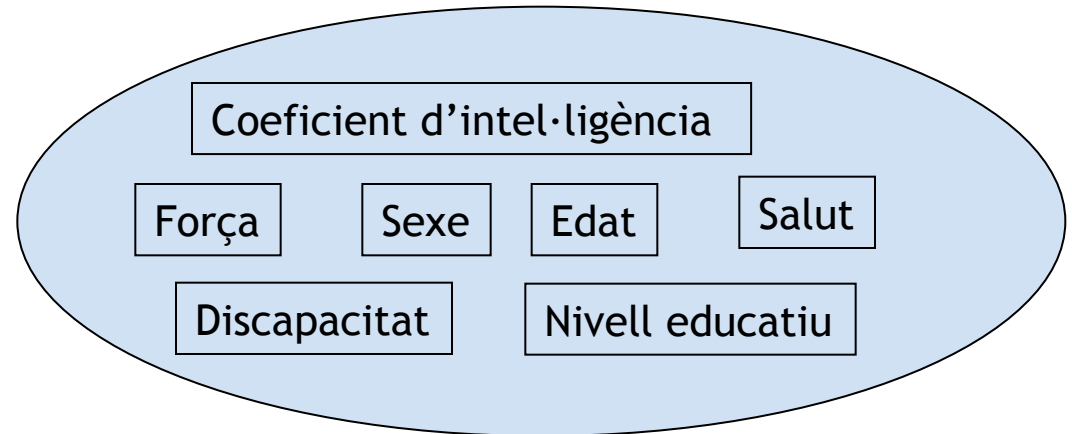 Coeficient d’intel·ligència
Força Sexe Edat Salut
Discapacitat Nivell educatiu